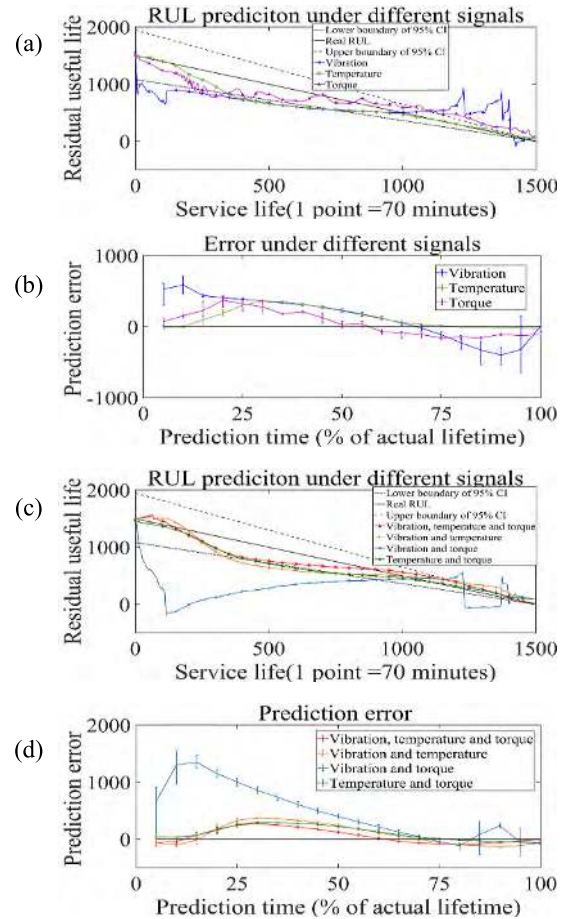 (a)
RUL prediciton under different signals
2000
1000
0
Residual useful life
Lower boundary of 95% CI
Real RUL
Upper boundary of 95% CI
Vibration
Temperature
Torque
0 500 1000 1500
Service life(1 point =70 minutes)
(b)
Error under different signals
1000
0
-1000
Prediction error
Vibration
Temperature
Torque
0 25 50 75 100
Prediction time (% of actual lifetime)
(c)
RUL prediciton under different signals
2000
1000
0
Residual useful life
Lower boundary of 95% CI
Real RUL
Upper boundary of 95% CI
Vibration, temperature and torque
Vibration and temperature
Vibration and torque
Temperature and torque
0 500 1000 1500
Service life(1 point =70 minutes)
(d)
Prediction error
2000
1000
0
Prediction error
Vibration, temperature and torque
Vibration and temperature
Vibration and torque
Temperature and torque
0 25 50 75 100
Prediction time (% of actual lifetime)